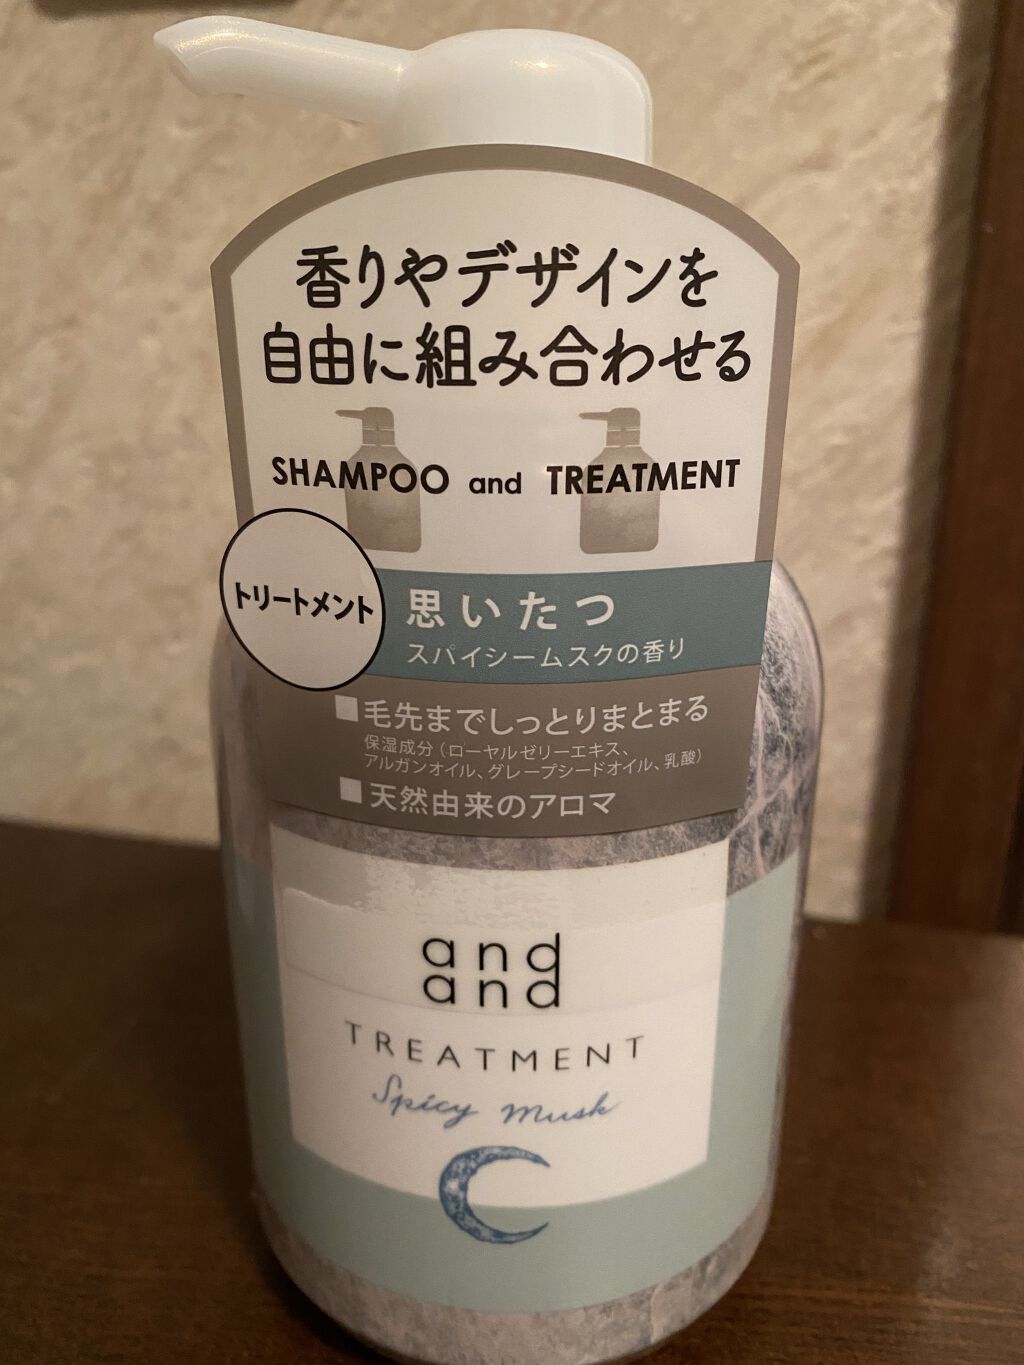 香りやデザインを
自由に組み合わせる
SHAMPOO and TREATMENT
トリートメント
思いたつ
スパイシームスクの香り
■毛先までしっとりまとまる
保湿成分(ローヤルゼリーエキス、
アルガンオイル、グレープシードオイル、乳酸)
■天然由来のアロマ
and
and
TREATMENT
Spicy Musk